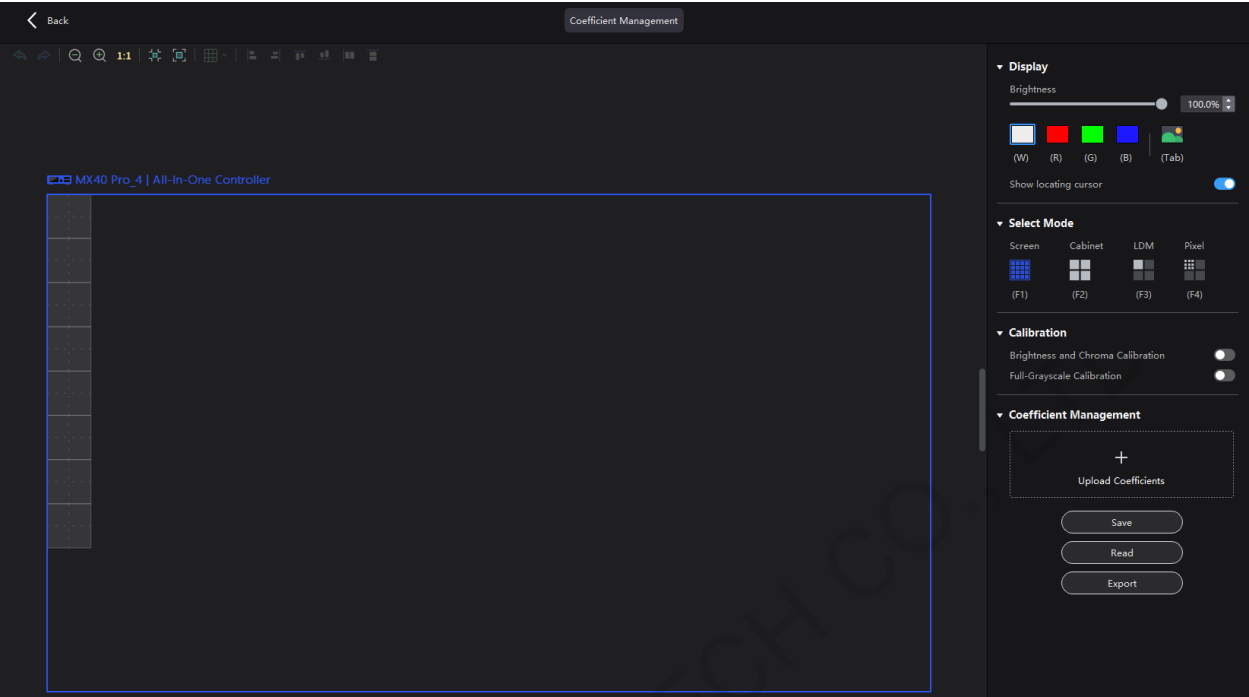 Back
Coefficient Management
1:1
MX40 Pro_4 | All-In-One Controller
Display
Brightness
100.0%
(W) (R) (G) (B) (Tab)
Show locating cursor
Select Mode
Screen Cabinet LDM Pixel
(F1) (F2) (F3) (F4)
Calibration
Brightness and Chroma Calibration
Full-Grayscale Calibration
Coefficient Management
Upload Coefficients
Save
Read
Export
TECH CO., L